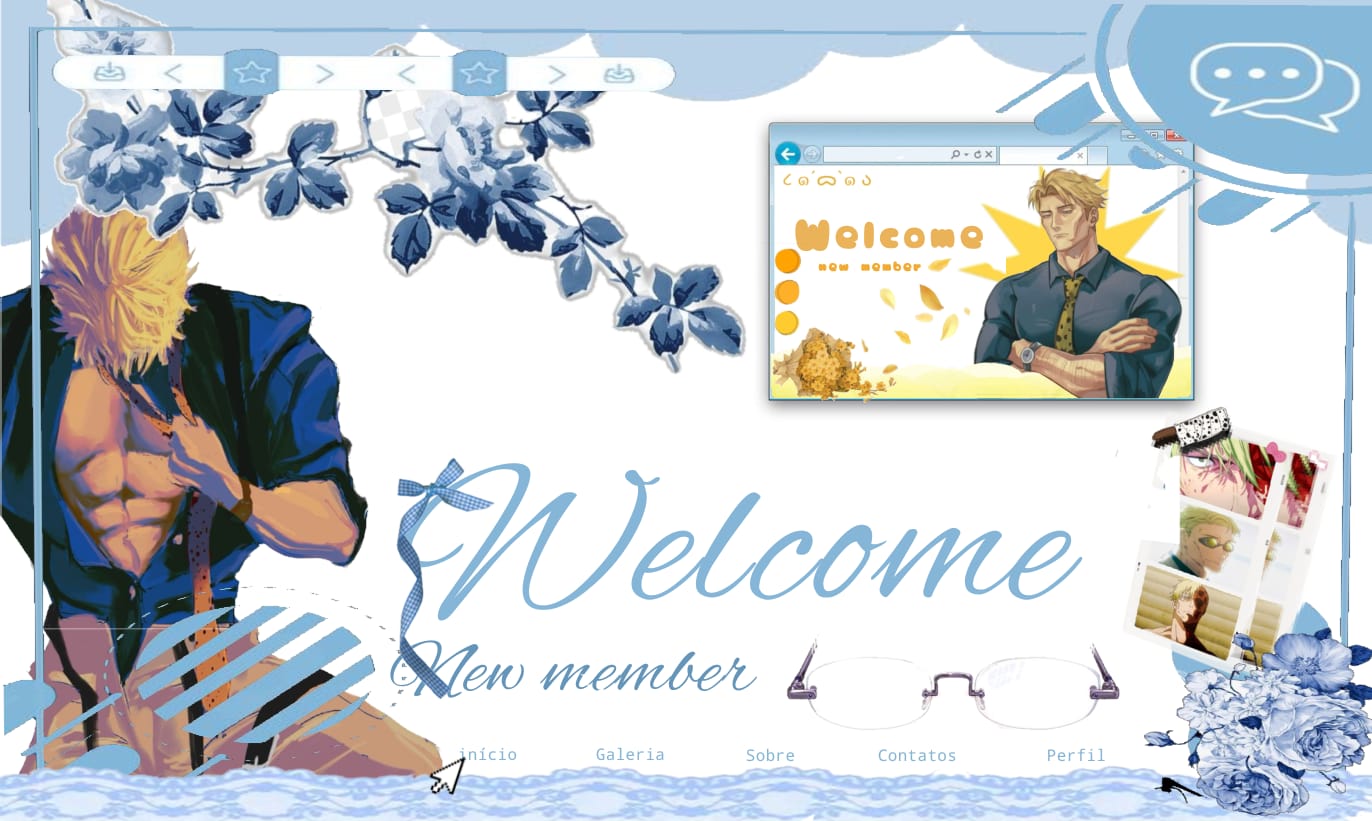 Welcome
new member
Welcome
New member
início Galeria Sobre Contatos Perfil